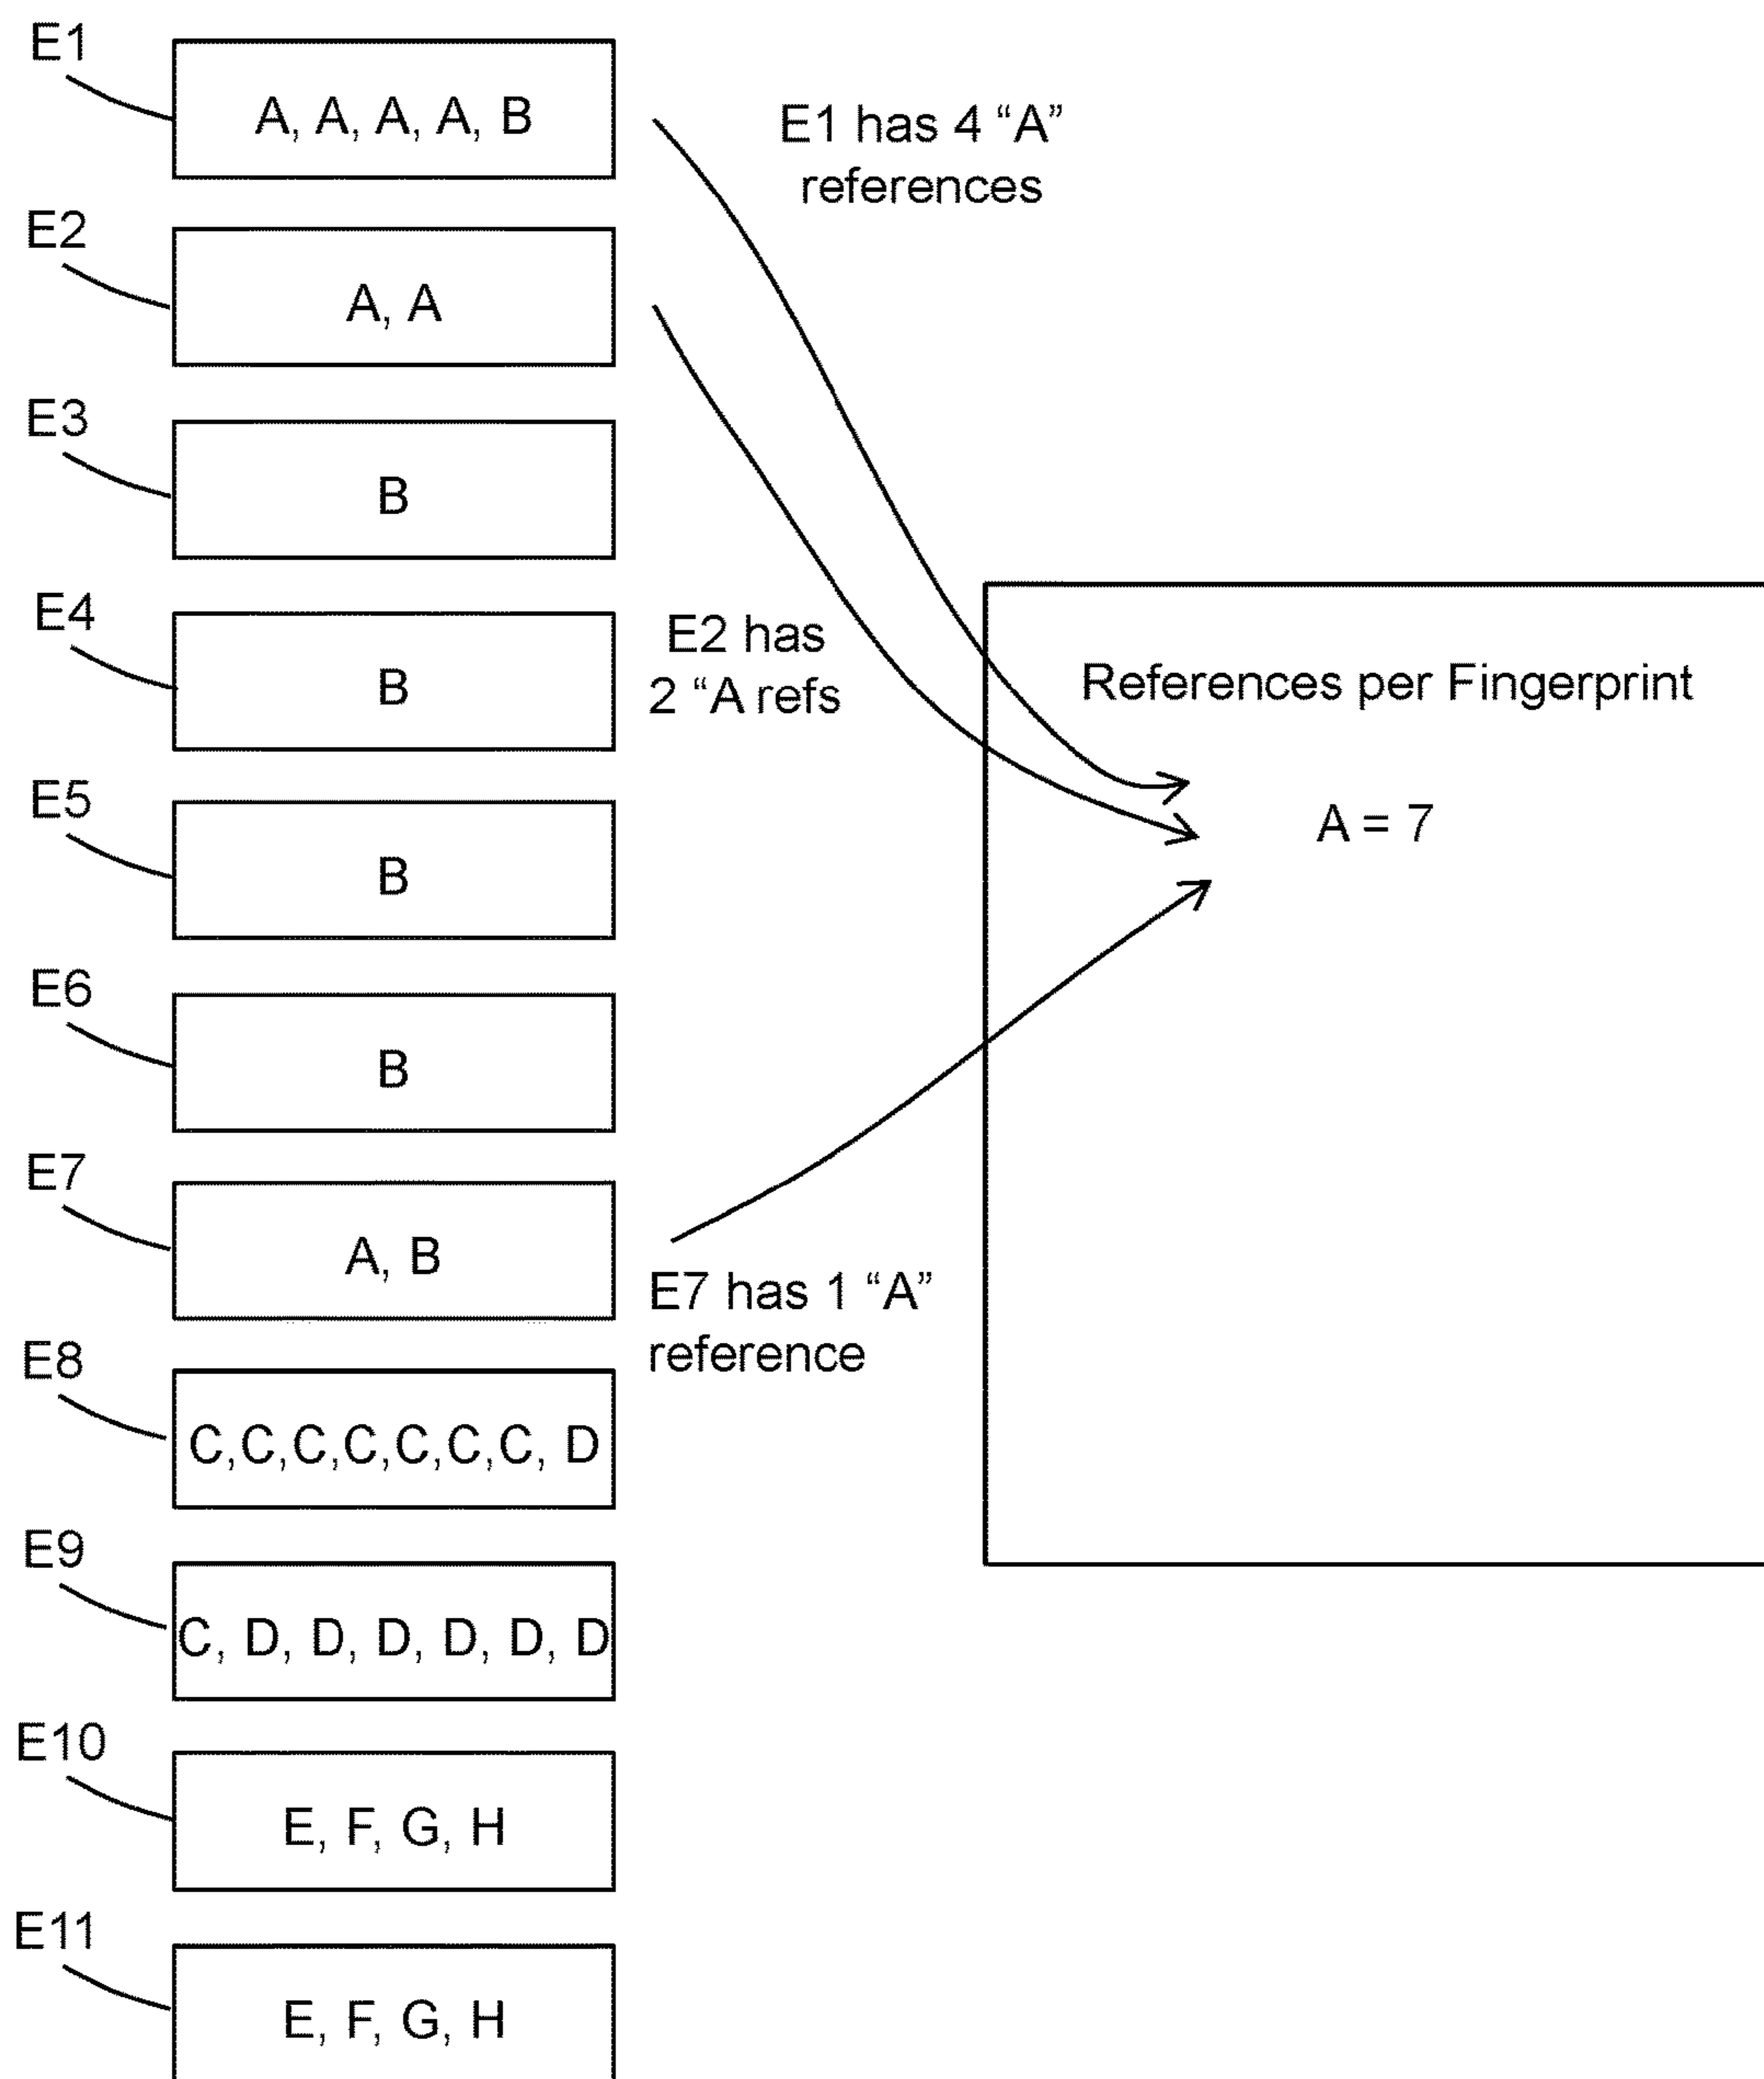 E1
A, A, A, A, B
E1 has 4 “A”
references
E2
A, A
E3
B
E4
B
E2 has
2 “A refs
References per Fingerprint
A = 7
E5
B
E6
B
E7
A, B
E7 has 1 “A”
reference
E8
C,C,C,C,C,C,C, D
E9
C, D, D, D, D, D, D
E10
E, F, G, H
E11
E, F, G, H